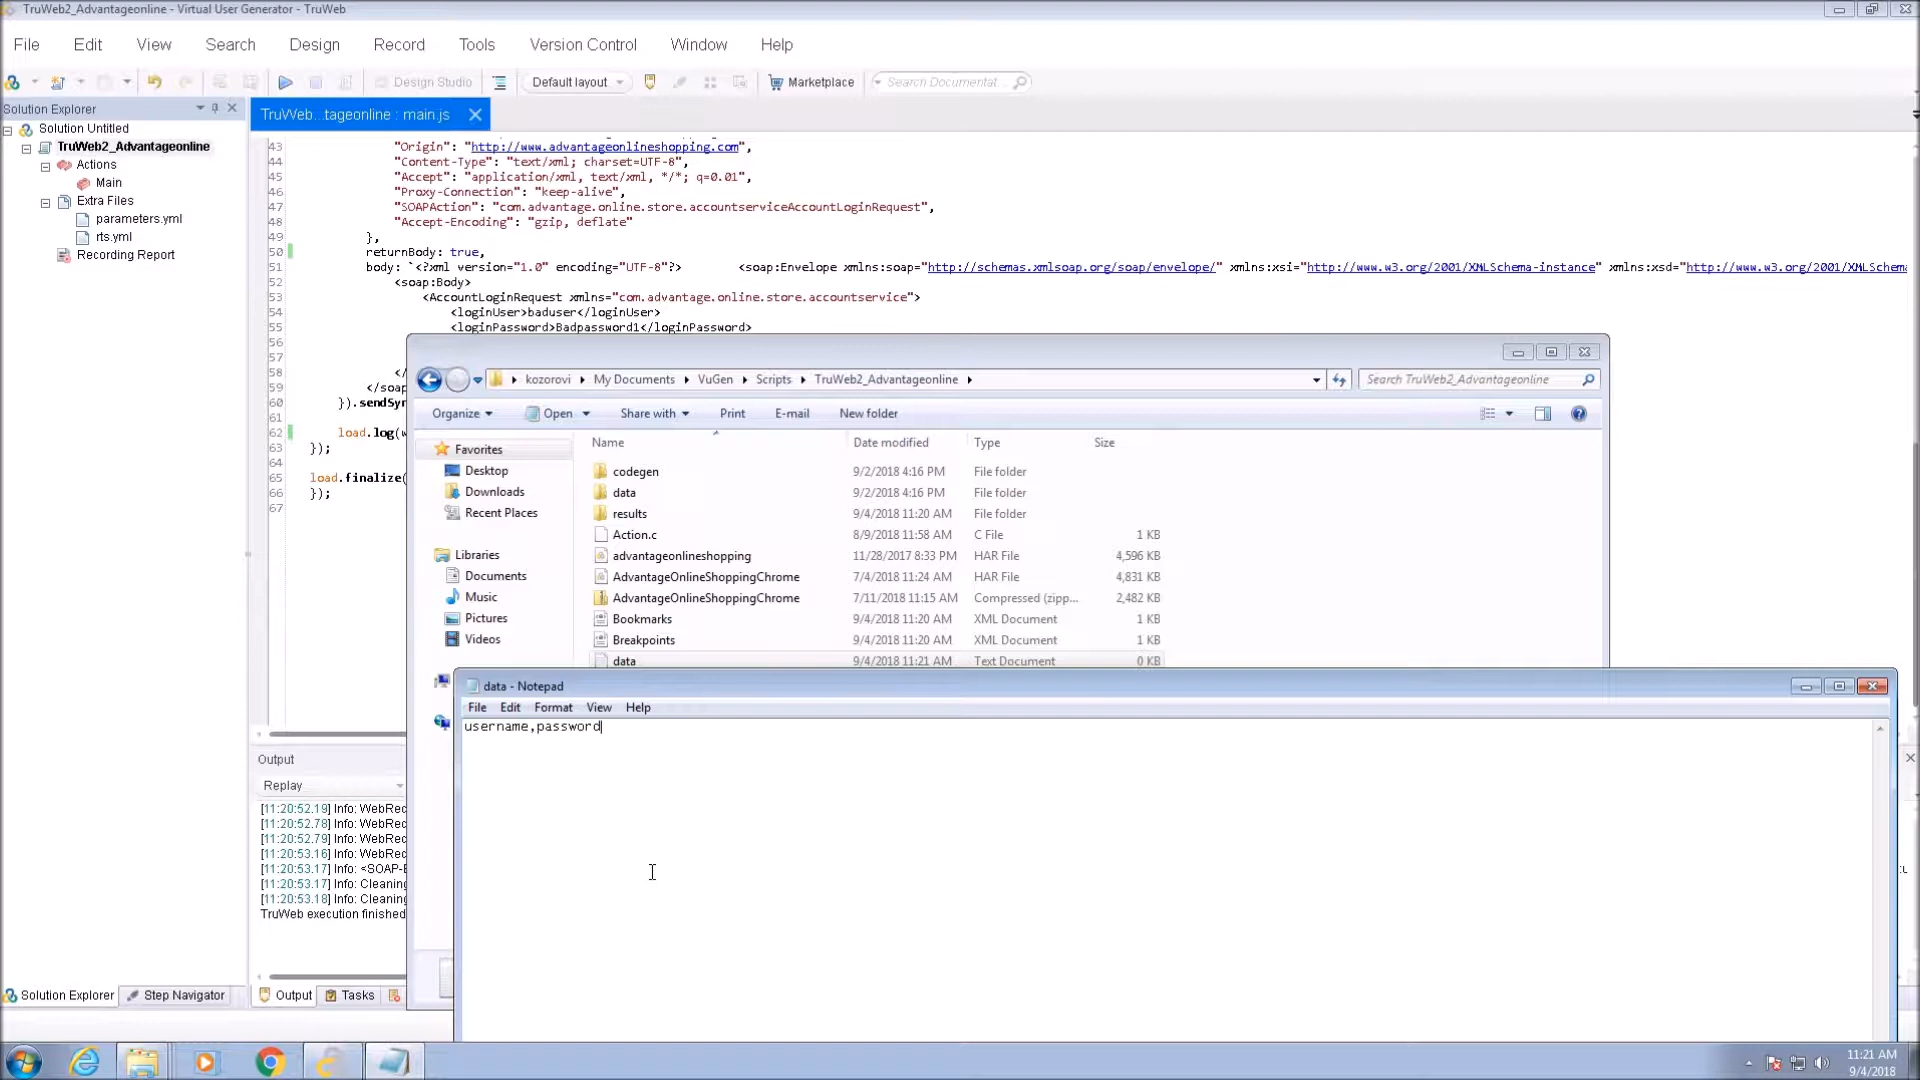 TruWeb2_Advantageonline - Virtual User Generator - TruWeb
File Edit View Search Design Record Tools Version Control Window Help
Design Studio Default layout Marketplace Search Documentat
Solution Explorer
Solution Untitled
TruWeb2_Advantageonline
Actions
Main
Extra Files
parameters.yml
rts.yml
Recording Report
TruWeb...tageonline : main.js
43 "Origin": "http://www.advantageonlineshopping.com",
44 "Content-Type": "text/xml; charset=UTF-8",
45 "Accept": "application/xml, text/xml, */*; q=0.01",
46 "Proxy-Connection": "keep-alive",
47 "SOAPAction": "com.advantage.online.store.accountserviceAccountLoginRequest",
48 "Accept-Encoding": "gzip, deflate"
49 },
50 returnBody: true,
51 body: `<?xml version="1.0" encoding="UTF-8"?> <soap:Envelope xmlns:soap="http://schemas.xmlsoap.org/soap/envelope/" xmlns:xsi="http://www.w3.org/2001/XMLSchema-instance" xmlns:xsd="http://www.w3.org/2001/XMLSchema
52 <soap:Body>
53 <AccountLoginRequest xmlns="com.advantage.online.store.accountservice">
54 <loginUser>baduser</loginUser>
55 <loginPassword>Badpassword1</loginPassword>
56
57
58 </
59 </soap
60 }).sendSyn
61
62 load.log(w
63 });
64
65 load.finalize(
66 });
67
kozorovi My Documents VuGen Scripts TruWeb2_Advantageonline Search TruWeb2_Advantageonline
Organize Open Share with Print E-mail New folder
Favorites
Desktop
Downloads
Recent Places
Libraries
Documents
Music
Pictures
Videos
Name Date modified Type Size
codegen 9/2/2018 4:16 PM File folder
data 9/2/2018 4:16 PM File folder
results 9/4/2018 11:20 AM File folder
Action.c 8/9/2018 11:58 AM C File 1 KB
advantageonlineshopping 11/28/2017 8:33 PM HAR File 4,596 KB
AdvantageOnlineShoppingChrome 7/4/2018 11:24 AM HAR File 4,831 KB
AdvantageOnlineShoppingChrome 7/11/2018 11:15 AM Compressed (zipp... 2,482 KB
Bookmarks 9/4/2018 11:20 AM XML Document 1 KB
Breakpoints 9/4/2018 11:20 AM XML Document 1 KB
data 9/4/2018 11:21 AM Text Document 0 KB
data - Notepad
File Edit Format View Help
username,password
Output
Replay
[11:20:52.19] Info: WebRec
[11:20:52.78] Info: WebRec
[11:20:52.79] Info: WebRec
[11:20:53.16] Info: WebRec
[11:20:53.17] Info: <SOAP-E
[11:20:53.17] Info: Cleaning
[11:20:53.18] Info: Cleaning
TruWeb execution finished
Solution Explorer Step Navigator Output Tasks
11:21 AM
9/4/2018